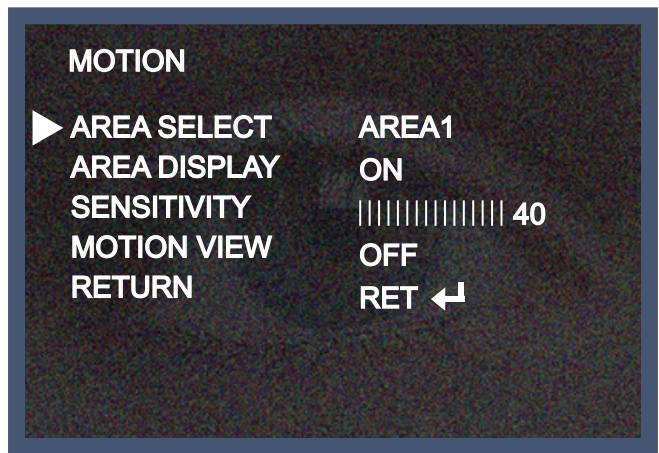 MOTION
AREA SELECT AREA1
AREA DISPLAY ON
SENSITIVITY |||||||||||||||| 40
MOTION VIEW OFF
RETURN RET ↵